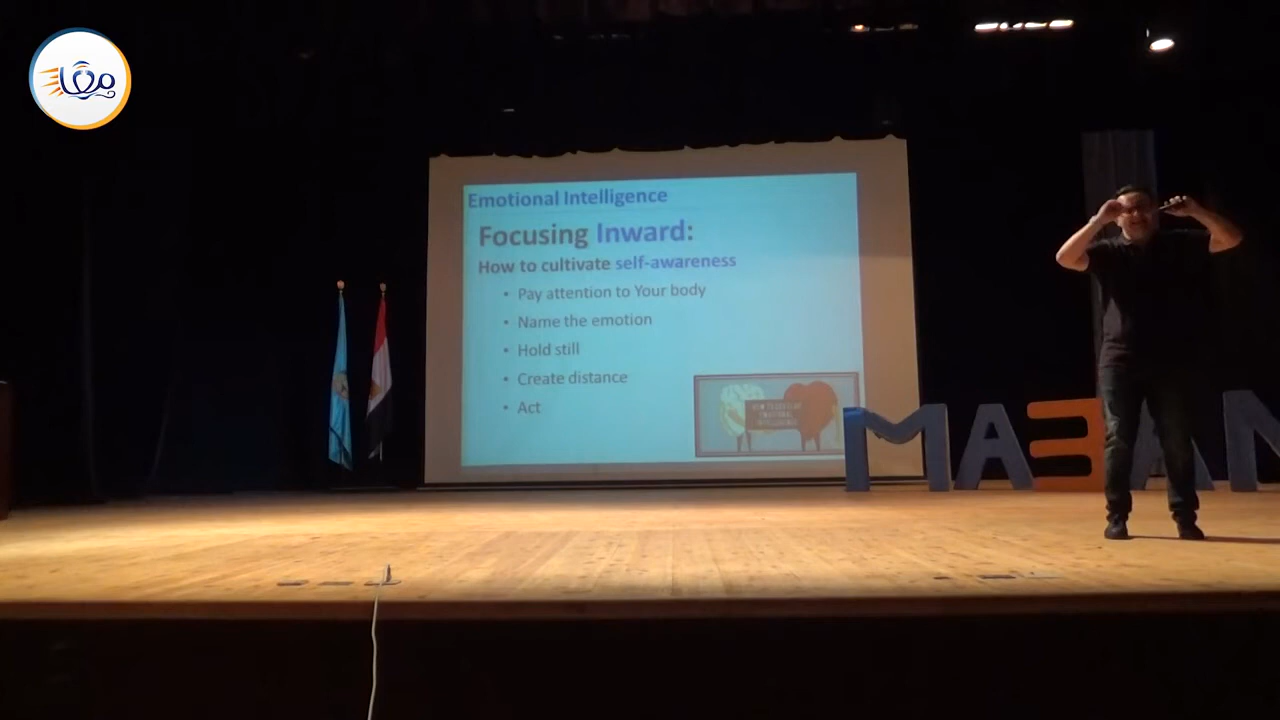 Emotional Intelligence
Focusing Inward:
How to cultivate self-awareness
• Pay attention to Your body
• Name the emotion
• Hold still
• Create distance
• Act
MA3AN